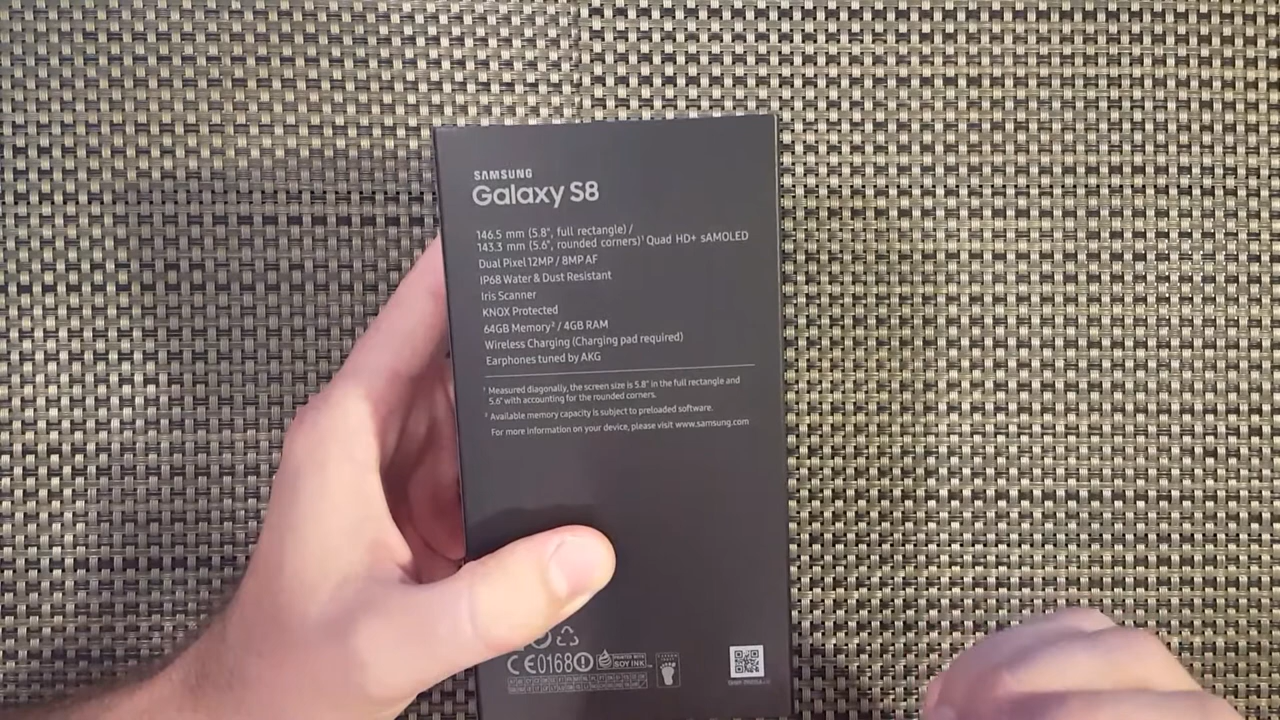 SAMSUNG
Galaxy S8
146.5 mm (5.8", full rectangle) /
143.3 mm (5.6", rounded corners)¹ Quad HD+ sAMOLED
Dual Pixel 12MP / 8MP AF
IP68 Water & Dust Resistant
Iris Scanner
KNOX Protected
64GB Memory² / 4GB RAM
Wireless Charging (Charging pad required)
Earphones tuned by AKG
¹ Measured diagonally, the screen size is 5.8" in the full rectangle and
5.6" with accounting for the rounded corners.
² Available memory capacity is subject to preloaded software.
For more information on your device, please visit www.samsung.com
CE0168
PRINTED WITH
SOY INK